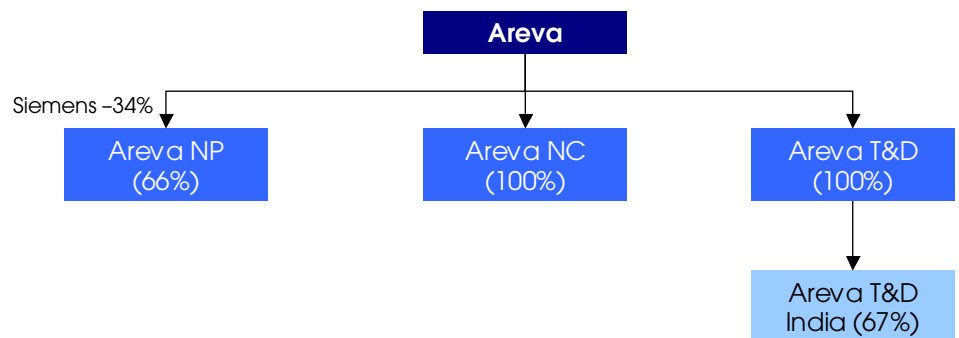 Areva
Siemens –34%
Areva NP
(66%)
Areva NC
(100%)
Areva T&D
(100%)
Areva T&D
India (67%)